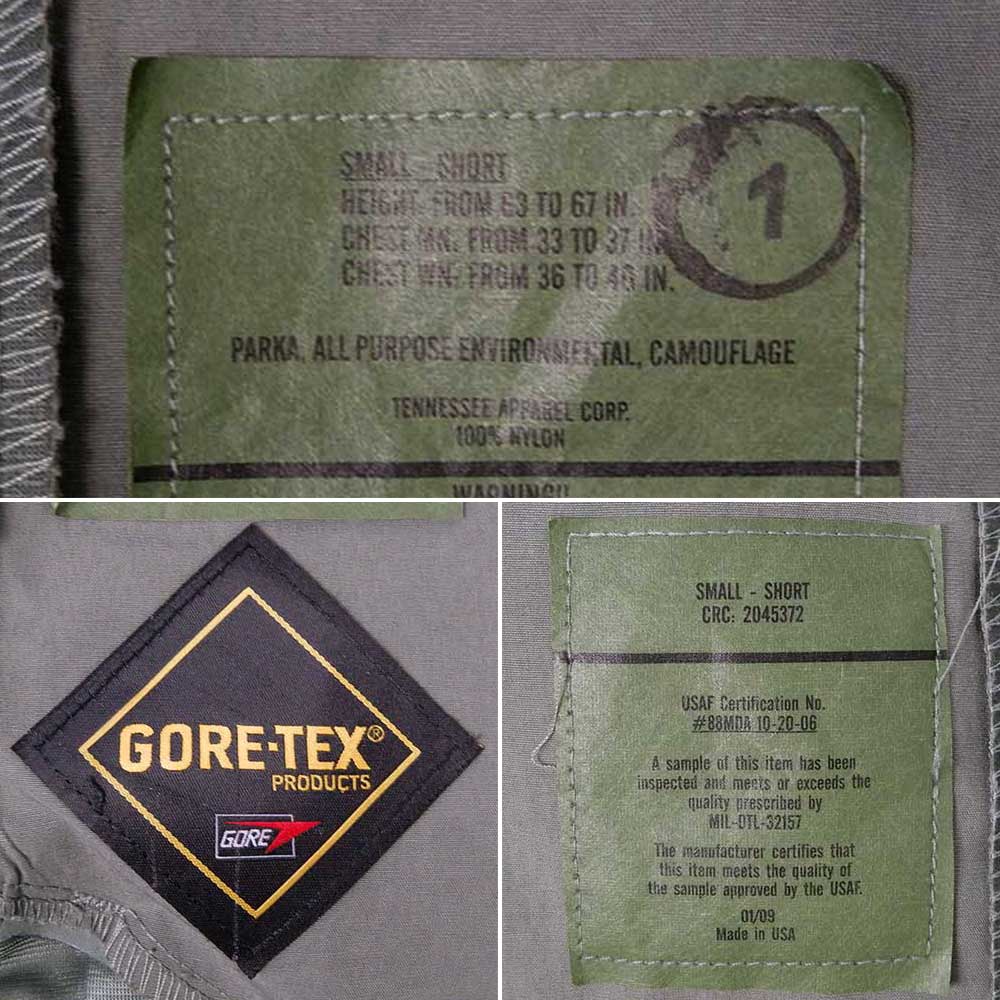 SMALL - SHORT
HEIGHT: FROM 63 TO 67 IN.
CHEST MN: FROM 33 TO 37 IN.
CHEST WN: FROM 36 TO 40 IN.
1
PARKA, ALL PURPOSE ENVIRONMENTAL, CAMOUFLAGE
TENNESSEE APPAREL CORP.
100% NYLON
WARNING!!
GORE-TEX®
PRODUCTS
GORE
SMALL - SHORT
CRC: 2045372
USAF Certification No.
#88MDA 10-20-06
A sample of this item has been
inspected and meets or exceeds the
quality prescribed by
MIL-DTL-32157
The manufacturer certifies that
this item meets the quality of
the sample approved by the USAF.
01/09
Made in USA